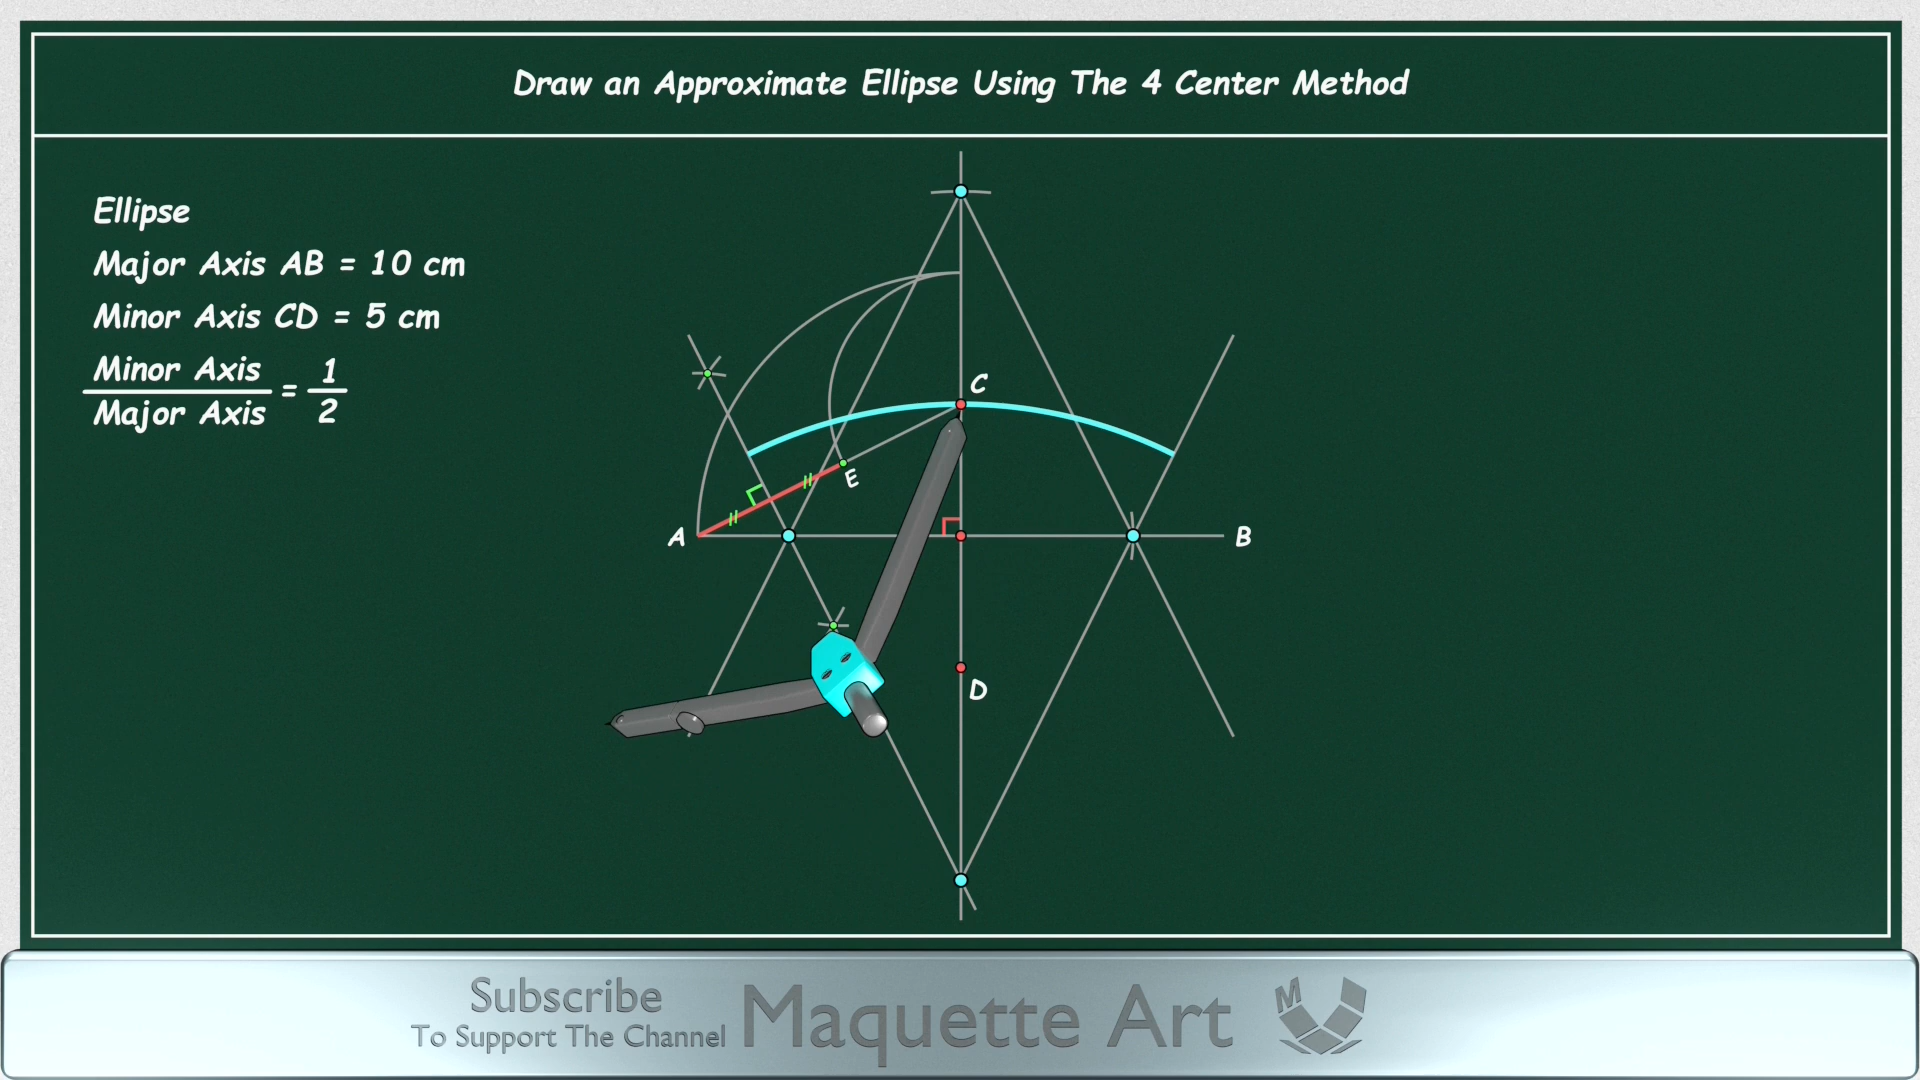 Draw an Approximate Ellipse Using The 4 Center Method
Ellipse
Major Axis AB = 10 cm
Minor Axis CD = 5 cm
Minor Axis
Major Axis
=
1
2
C
E
A
B
D
Subscribe
To Support The Channel
Maquette Art
M